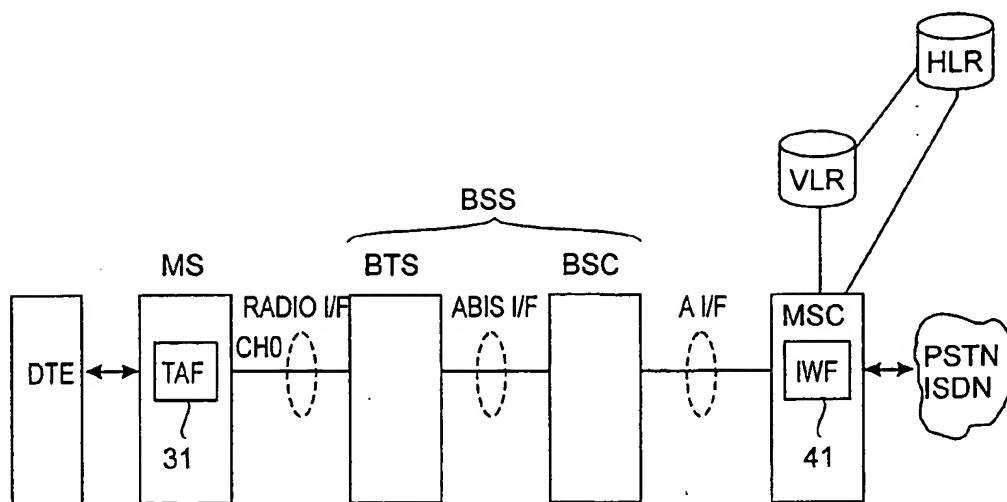 HLR
VLR
BSS
MS
BTS
BSC
RADIO I/F
ABIS I/F
A I/F
MSC
CH0
DTE
TAF
IWF
PSTN
ISDN
31
41